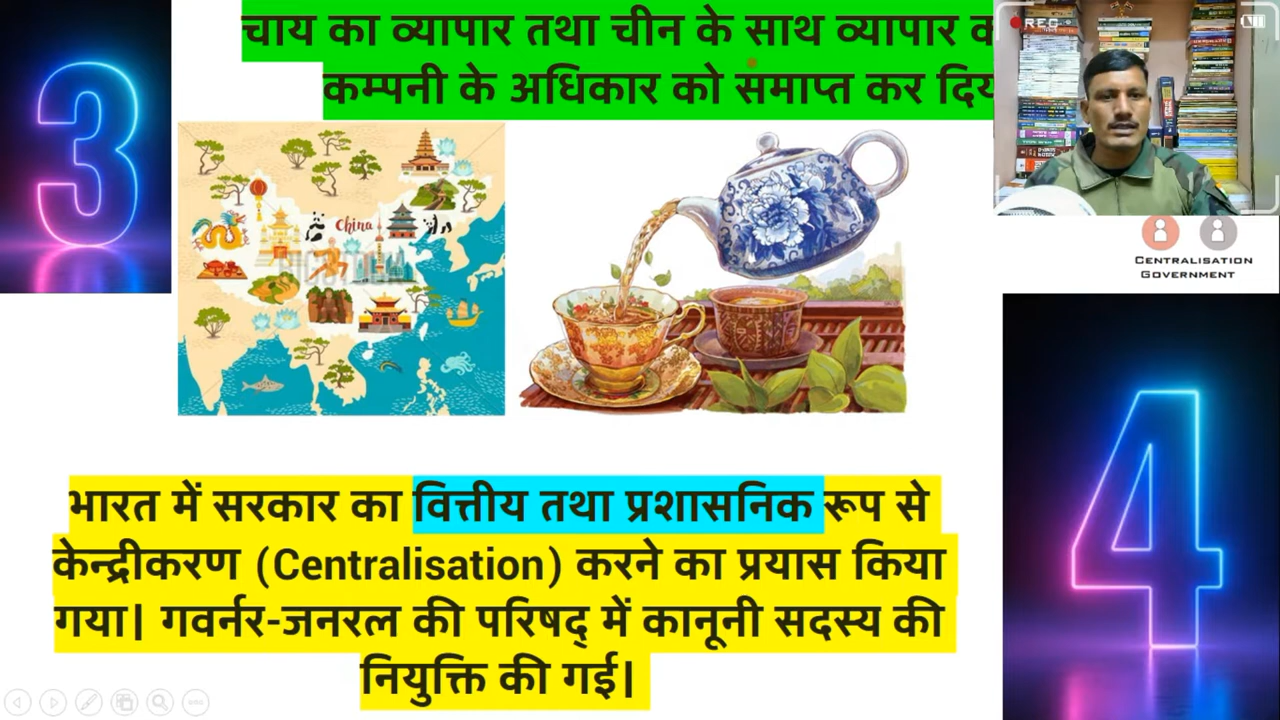 3
चाय का व्यापार तथा चीन के साथ व्यापार
कम्पनी के अधिकार को समाप्त कर
REC
China
CENTRALISATION
GOVERNMENT
4
भारत में सरकार का वित्तीय तथा प्रशासनिक रूप से
केन्द्रीकरण (Centralisation) करने का प्रयास किया
गया| गवर्नर-जनरल की परिषद् में कानूनी सदस्य की
नियुक्ति की गई|